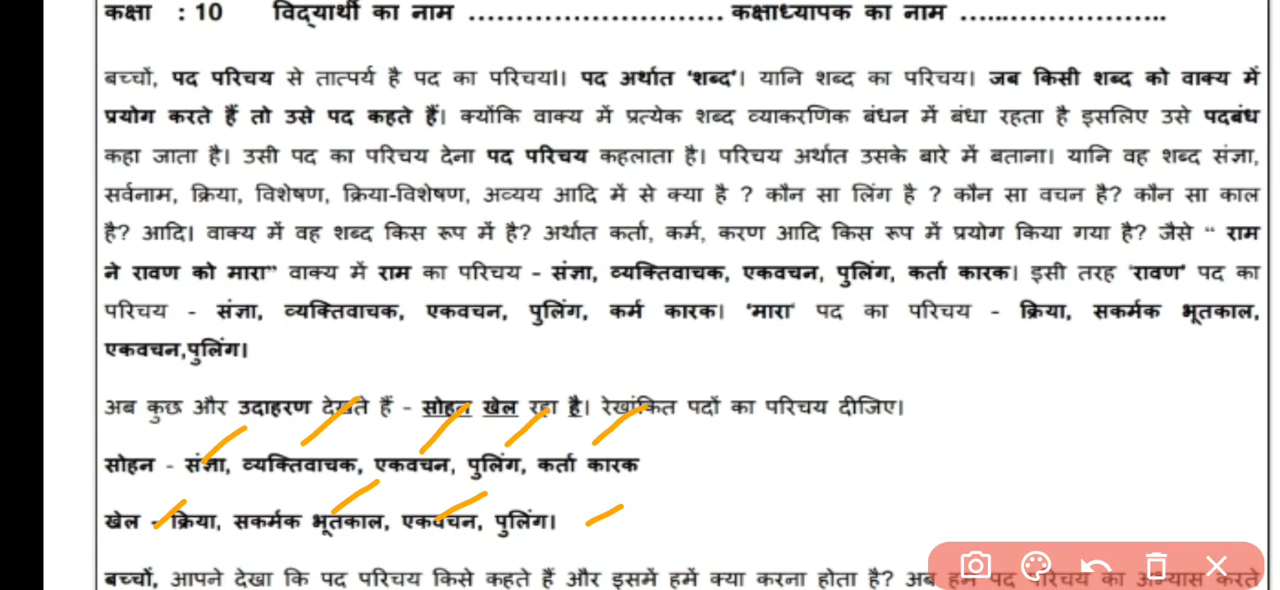 कक्षा : 10 विद्यार्थी का नाम ........................... कक्षाध्यापक का नाम ......................
बच्चों, पद परिचय से तात्पर्य है पद का परिचय।। पद अर्थात 'शब्द'। यानि शब्द का परिचय। जब किसी शब्द को वाक्य में
प्रयोग करते हैं तो उसे पद कहते हैं। क्योंकि वाक्य में प्रत्येक शब्द व्याकरणिक बंधन में बंधा रहता है इसलिए उसे पदबंध
कहा जाता है। उसी पद का परिचय देना पद परिचय कहलाता है। परिचय अर्थात उसके बारे में बताना। यानि वह शब्द संज्ञा,
सर्वनाम, क्रिया, विशेषण, क्रिया-विशेषण, अव्यय आदि में से क्या है ? कौन सा लिंग है ? कौन सा वचन है? कौन सा काल
है? आदि। वाक्य में वह शब्द किस रूप में है? अर्थात कर्ता, कर्म, करण आदि किस रूप में प्रयोग किया गया है? जैसे “ राम
ने रावण को मारा” वाक्य में राम का परिचय - संज्ञा, व्यक्तिवाचक, एकवचन, पुलिंग, कर्ता कारक। इसी तरह 'रावण' पद का
परिचय - संज्ञा, व्यक्तिवाचक, एकवचन, पुलिंग, कर्म कारक। 'मारा' पद का परिचय - क्रिया, सकर्मक भूतकाल,
एकवचन,पुलिंग।
अब कुछ और उदाहरण देखते हैं - सोहन खेल रहा है। रेखांकित पदों का परिचय दीजिए।
सोहन - संज्ञा, व्यक्तिवाचक, एकवचन, पुलिंग, कर्ता कारक
खेल - क्रिया, सकर्मक भूतकाल, एकवचन, पुलिंग।
बच्चों, आपने देखा कि पद परिचय किसे कहते हैं और इसमें हमें क्या करना होता है? अब हम पद परिचय का अभ्यास करते